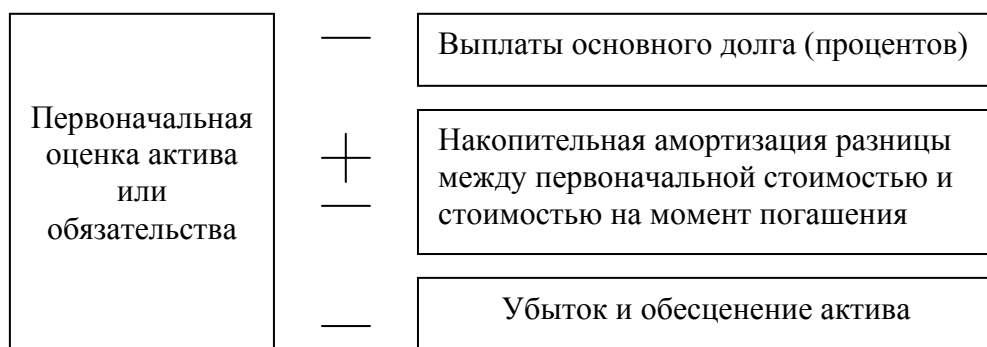 Первоначальная
оценка актива
или
обязательства
—
Выплаты основного долга (процентов)
+
—
Накопительная амортизация разницы
между первоначальной стоимостью и
стоимостью на момент погашения
—
Убыток и обесценение актива